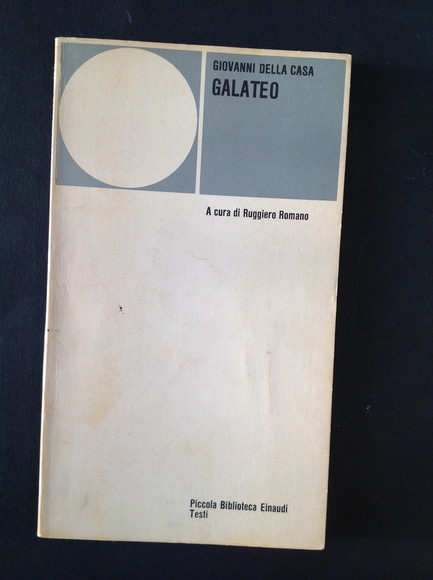 GIOVANNI DELLA CASA
GALATEO
A cura di Ruggiero Romano
Piccola Biblioteca Einaudi
Testi